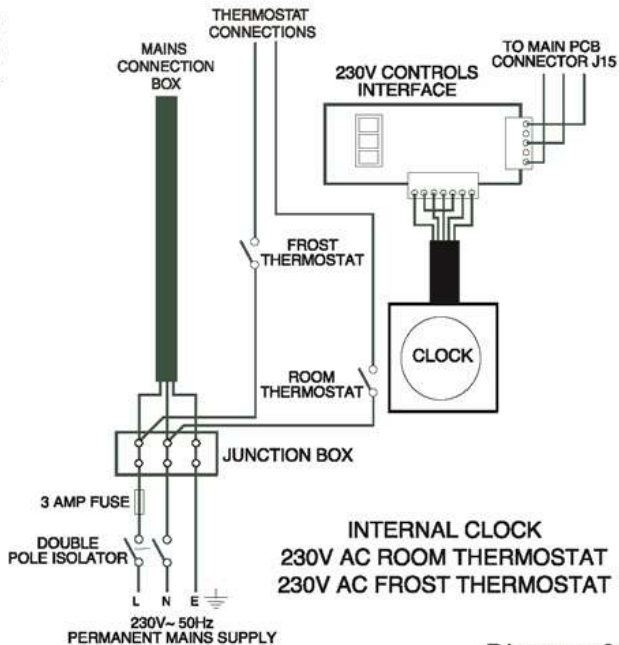 THERMOSTAT
CONNECTIONS
MAINS
CONNECTION
BOX
TO MAIN PCB
CONNECTOR J15
230V CONTROLS
INTERFACE
FROST
THERMOSTAT
CLOCK
ROOM
THERMOSTAT
JUNCTION BOX
3 AMP FUSE
DOUBLE
POLE ISOLATOR
L N E
230V~ 50Hz
PERMANENT MAINS SUPPLY
INTERNAL CLOCK
230V AC ROOM THERMOSTAT
230V AC FROST THERMOSTAT